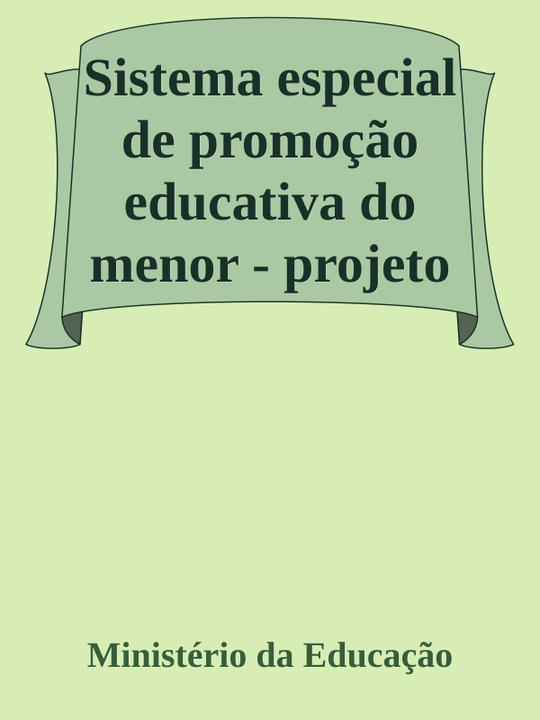 Sistema especial
de promoção
educativa do
menor - projeto
Ministério da Educação